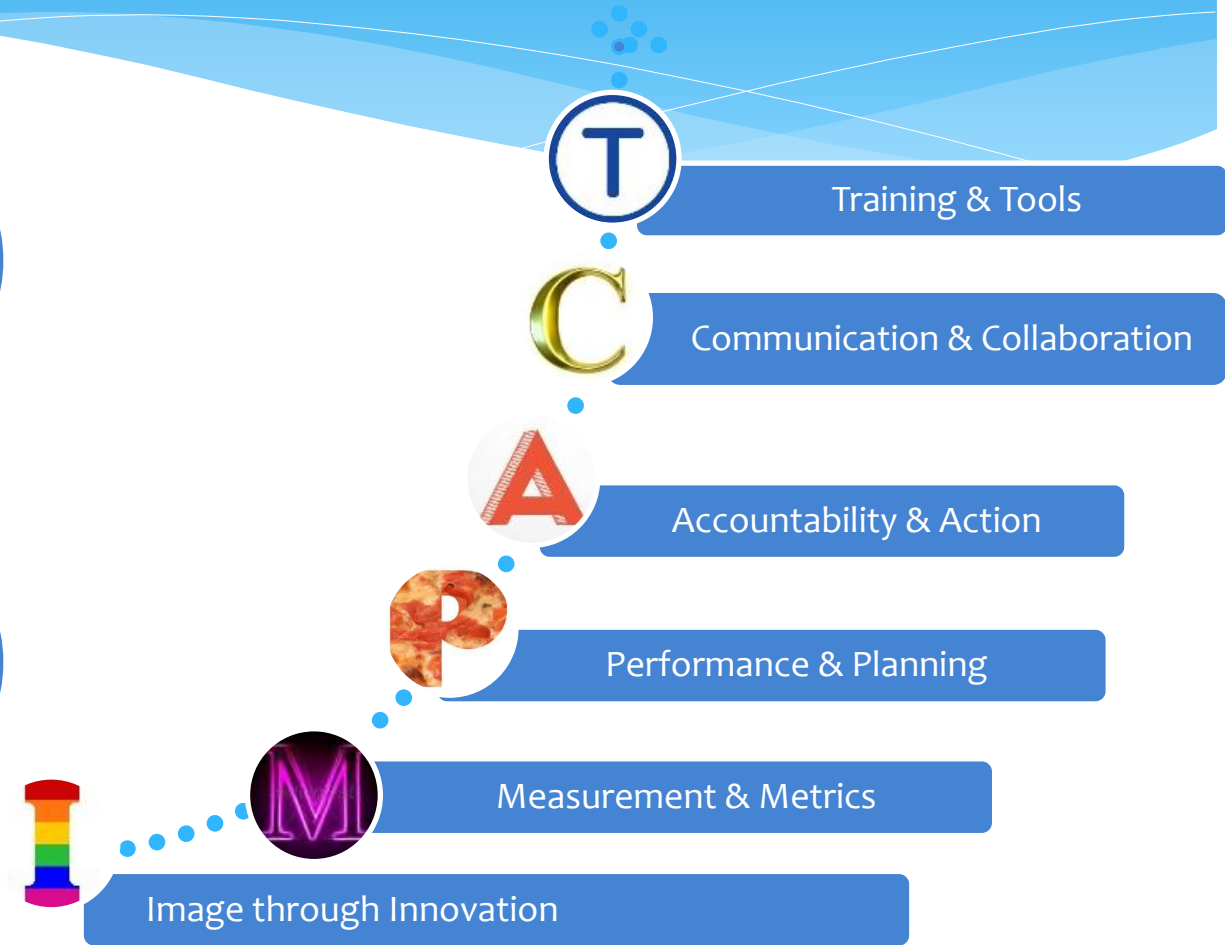 T
Training & Tools
C
Communication & Collaboration
A
Accountability & Action
P
Performance & Planning
M
Measurement & Metrics
I
Image through Innovation